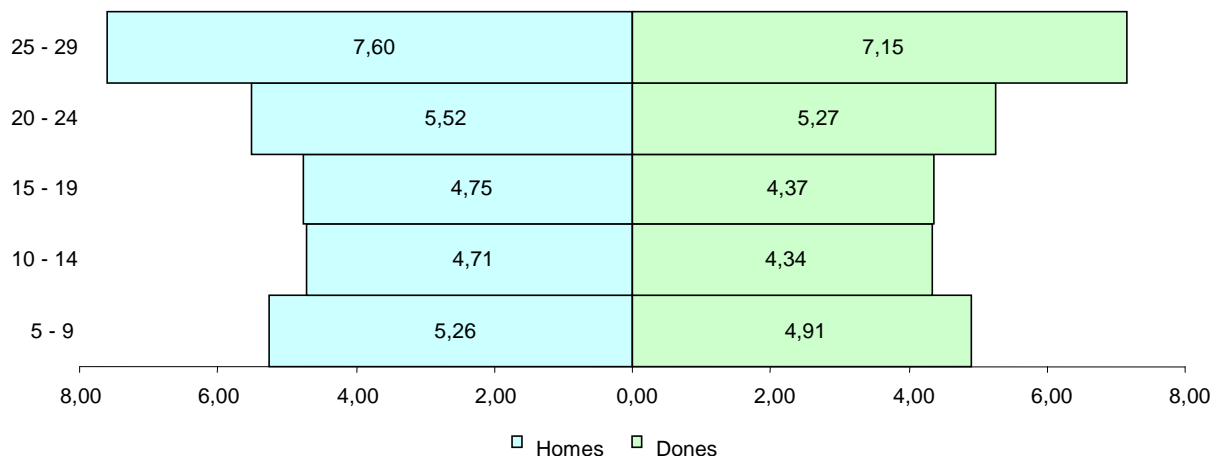 25 - 29 7,60 7,15
20 - 24 5,52 5,27
15 - 19 4,75 4,37
10 - 14 4,71 4,34
5 - 9 5,26 4,91
8,00 6,00 4,00 2,00 0,00 2,00 4,00 6,00 8,00
Homes Dones